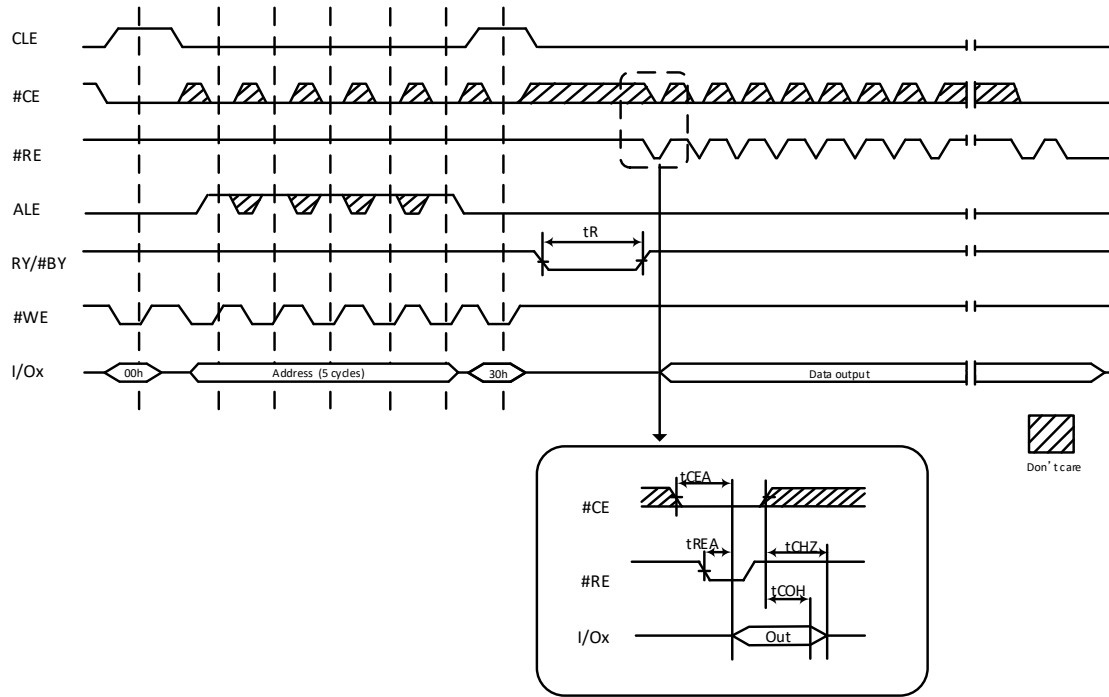 CLE
#CE
#RE
ALE
RY/#BY
tR
#WE
I/Ox
00h
Address (5 cycles)
30h
Data output
Don't care
tCEA
#CE
tREA
tCHZ
#RE
tCOH
I/Ox
Out